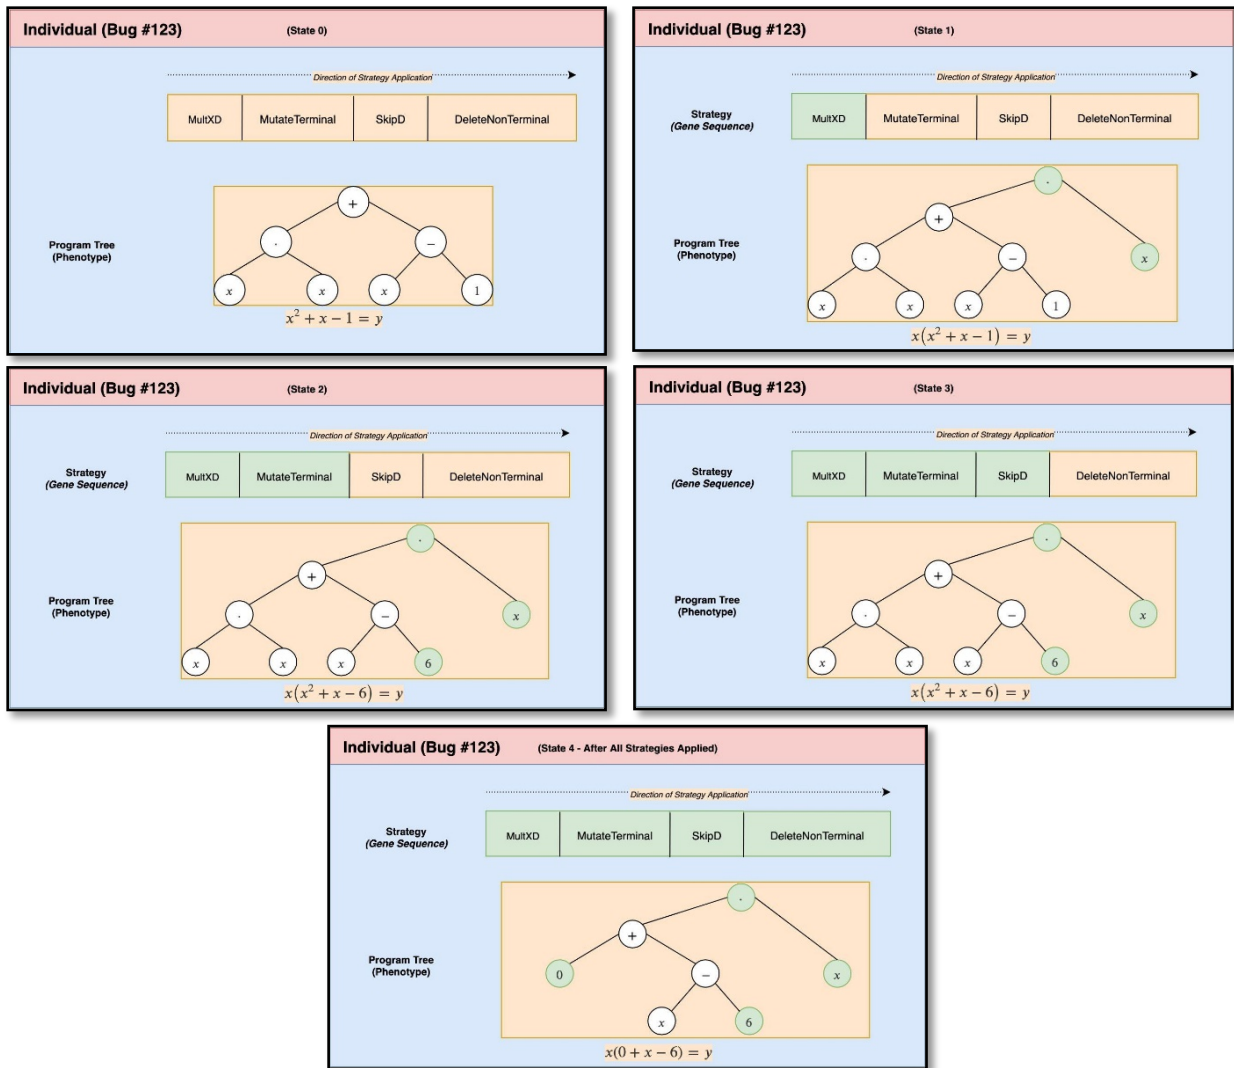 Individual (Bug #123) (State 0)
Direction of Strategy Application
MultXD MutateTerminal SkipD DeleteNonTerminal
Program Tree
(Phenotype)
+
· −
x x x 1
x² + x − 1 = y
Individual (Bug #123) (State 1)
Direction of Strategy Application
Strategy
(Gene Sequence)
MultXD MutateTerminal SkipD DeleteNonTerminal
Program Tree
(Phenotype)
·
+
· − x
x x x 1
x(x² + x − 1) = y
Individual (Bug #123) (State 2)
Direction of Strategy Application
Strategy
(Gene Sequence)
MultXD MutateTerminal SkipD DeleteNonTerminal
Program Tree
(Phenotype)
·
+
· − x
x x x 6
x(x² + x − 6) = y
Individual (Bug #123) (State 3)
Direction of Strategy Application
Strategy
(Gene Sequence)
MultXD MutateTerminal SkipD DeleteNonTerminal
Program Tree
(Phenotype)
·
+
· − x
x x x 6
x(x² + x − 6) = y
Individual (Bug #123) (State 4 - After All Strategies Applied)
Direction of Strategy Application
Strategy
(Gene Sequence)
MultXD MutateTerminal SkipD DeleteNonTerminal
Program Tree
(Phenotype)
·
+
0 − x
x 6
x(0 + x − 6) = y